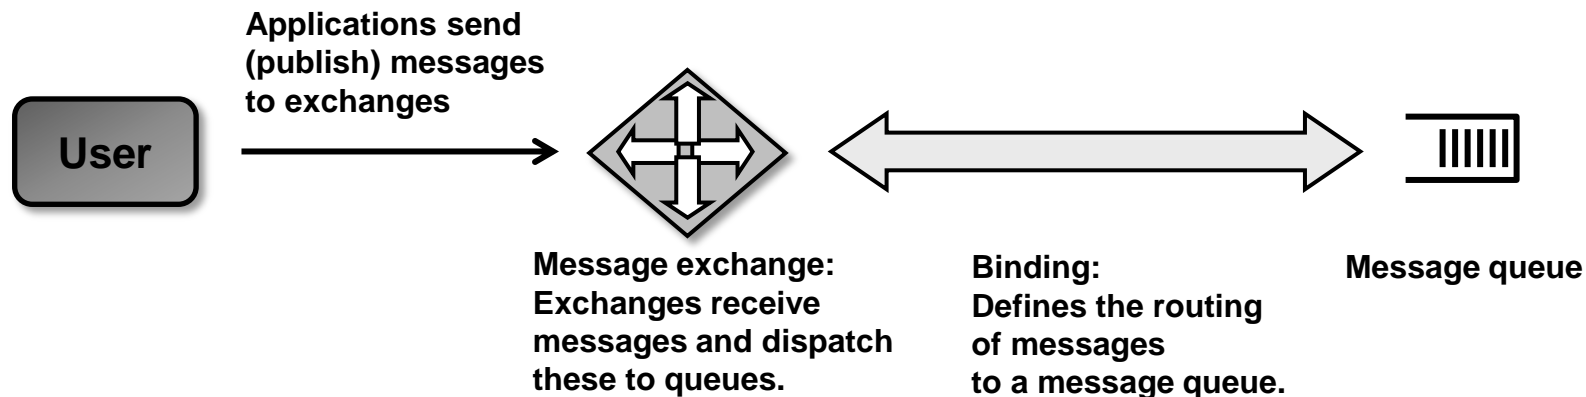 Applications send
(publish) messages
to exchanges
User
Message exchange:
Exchanges receive
messages and dispatch
these to queues.
Binding:
Defines the routing
of messages
to a message queue.
Message queue